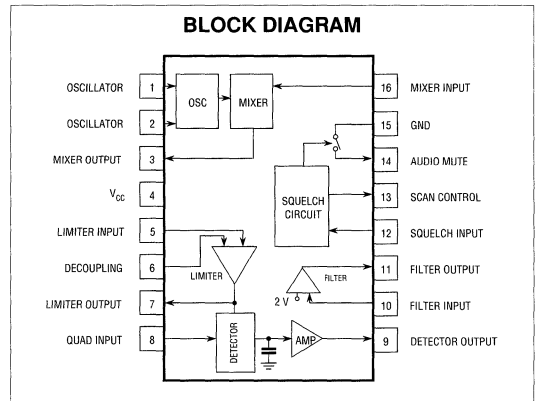 BLOCK DIAGRAM
OSCILLATOR 1
OSC
MIXER
16 MIXER INPUT
OSCILLATOR 2
15 GND
MIXER OUTPUT 3
14 AUDIO MUTE
V_CC 4
SQUELCH
CIRCUIT
13 SCAN CONTROL
LIMITER INPUT 5
12 SQUELCH INPUT
DECOUPLING 6
LIMITER
FILTER
11 FILTER OUTPUT
LIMITER OUTPUT 7
2 V
10 FILTER INPUT
QUAD INPUT 8
DETECTOR
AMP
9 DETECTOR OUTPUT